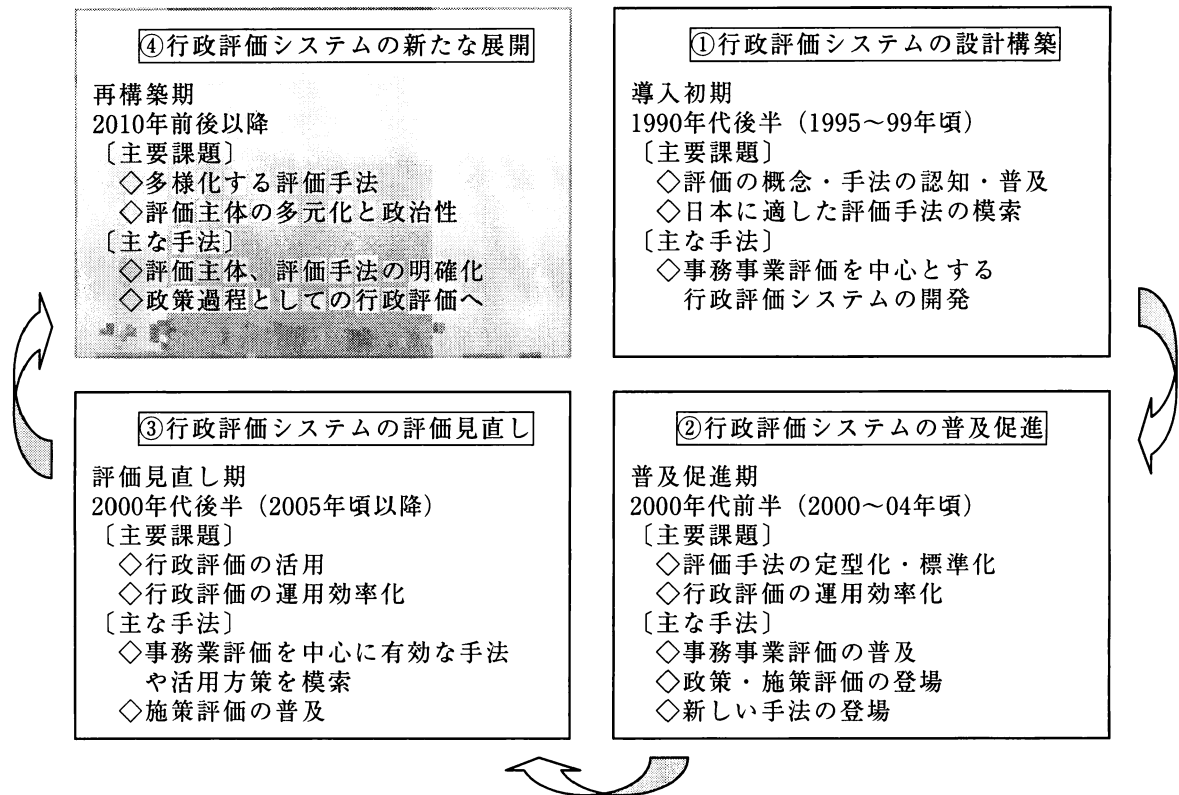 ④行政評価システムの新たな展開
再構築期
2010年前後以降
〔主要課題〕
◇多様化する評価手法
◇評価主体の多元化と政治性
〔主な手法〕
◇評価主体、評価手法の明確化
◇政策過程としての行政評価へ
①行政評価システムの設計構築
導入初期
1990年代後半（1995～99年頃）
〔主要課題〕
◇評価の概念・手法の認知・普及
◇日本に適した評価手法の模索
〔主な手法〕
◇事務事業評価を中心とする
行政評価システムの開発
③行政評価システムの評価見直し
評価見直し期
2000年代後半（2005年頃以降）
〔主要課題〕
◇行政評価の活用
◇行政評価の運用効率化
〔主な手法〕
◇事務業評価を中心に有効な手法
や活用方策を模索
◇施策評価の普及
②行政評価システムの普及促進
普及促進期
2000年代前半（2000～04年頃）
〔主要課題〕
◇評価手法の定型化・標準化
◇行政評価の運用効率化
〔主な手法〕
◇事務事業評価の普及
◇政策・施策評価の登場
◇新しい手法の登場